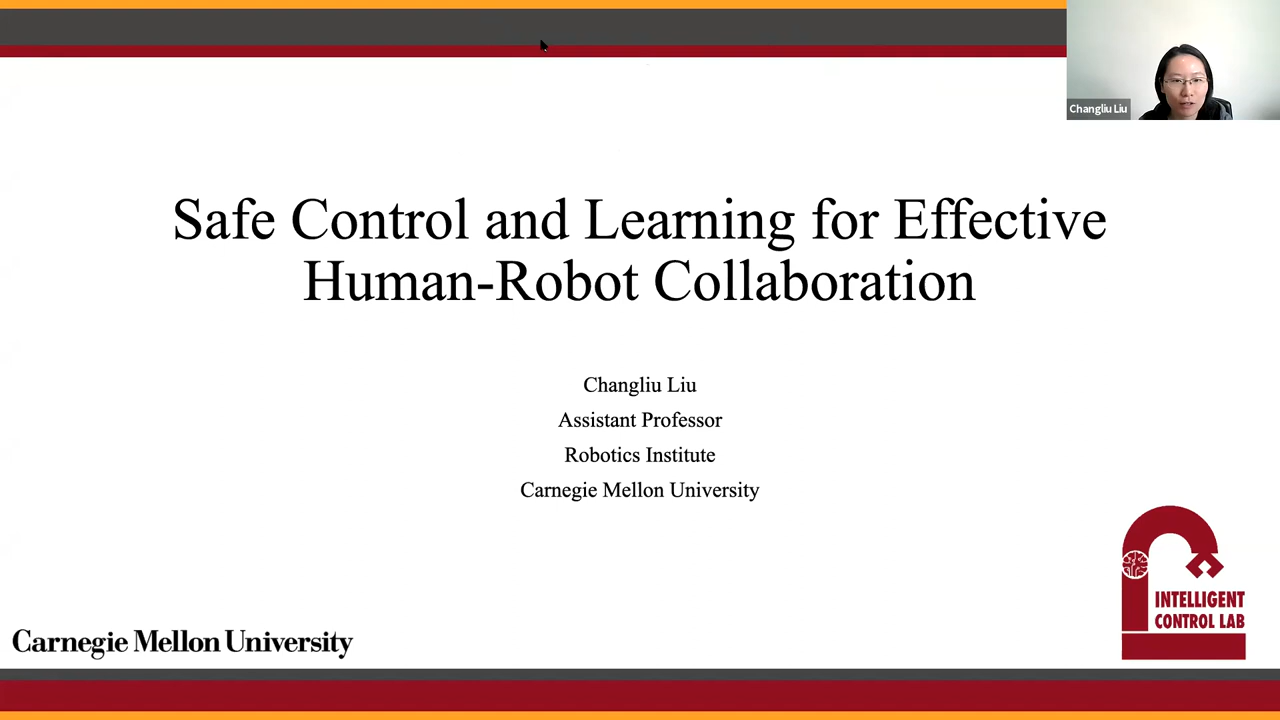 Changliu Liu
Safe Control and Learning for Effective
Human-Robot Collaboration
Changliu Liu
Assistant Professor
Robotics Institute
Carnegie Mellon University
INTELLIGENT
CONTROL LAB
Carnegie Mellon University